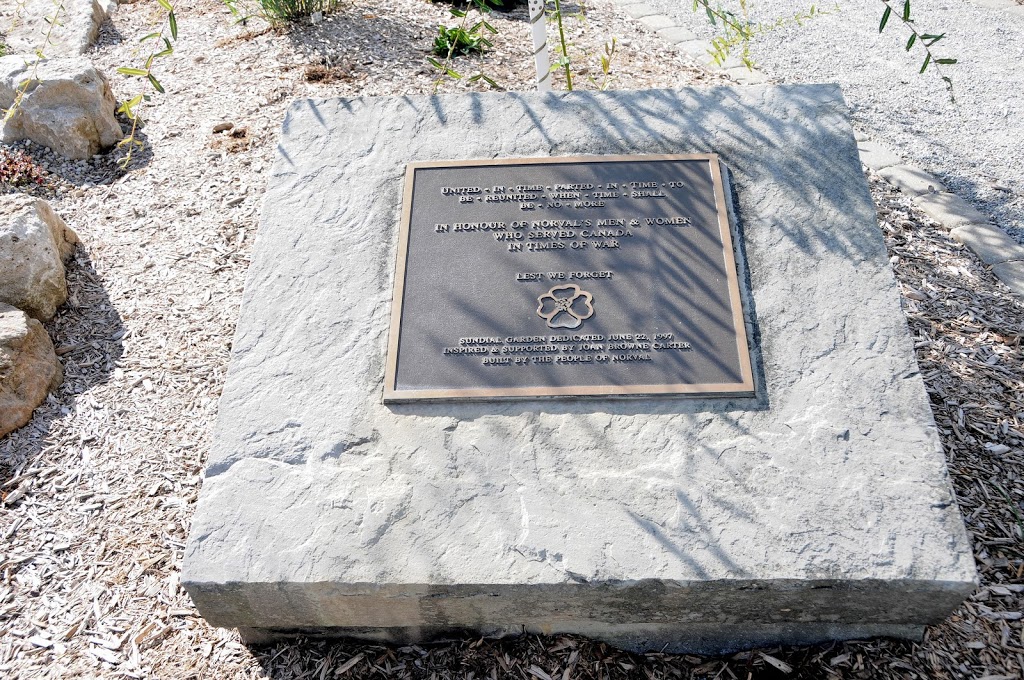 UNITED - IN - TIME - PARTED - IN - TIME - TO
BE - REUNITED - WHEN - TIME - SHALL
BE - NO - MORE
IN HONOUR OF NORVAL'S MEN & WOMEN
WHO SERVED CANADA
IN TIMES OF WAR
LEST WE FORGET
SUNDIAL GARDEN DEDICATED JUNE 22, 1997
INSPIRED & SUPPORTED BY JOAN BROWNE CARTER
BUILT BY THE PEOPLE OF NORVAL